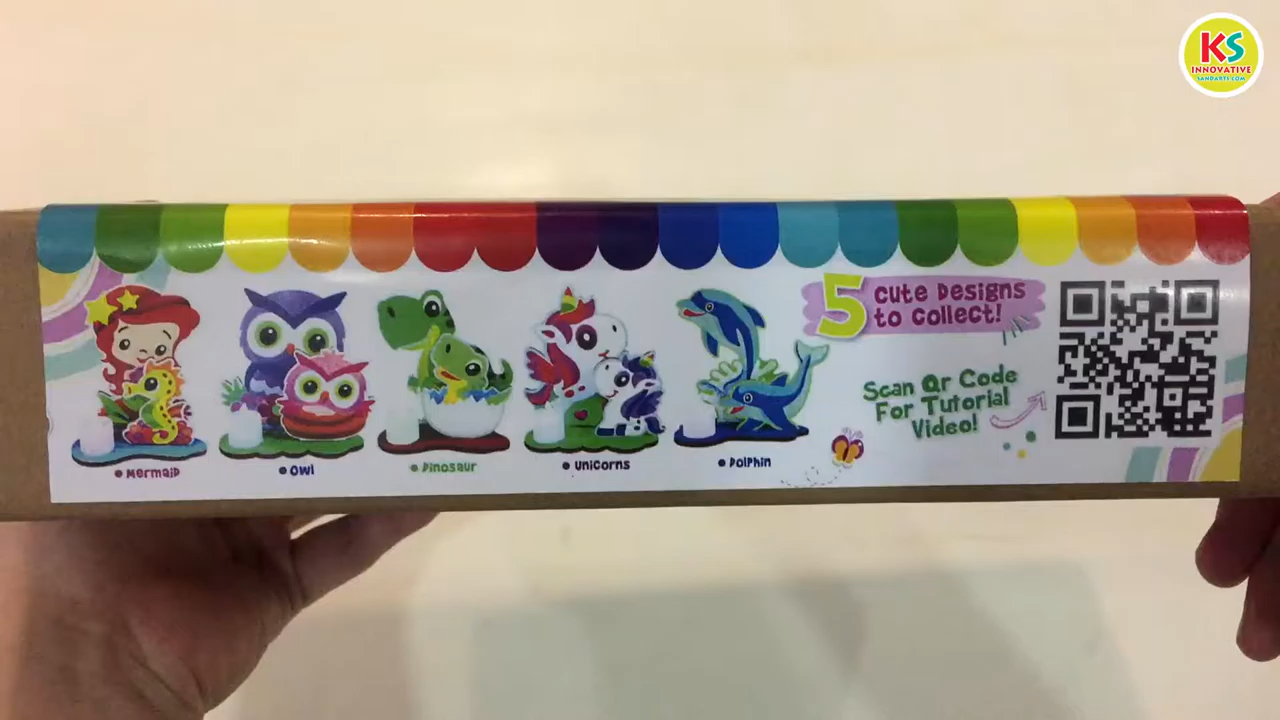 KS
INNOVATIVE
SANDARTS.COM
5 Cute Designs
to Collect!
Scan Qr Code
For Tutorial
Video!
Mermaid
Owl
Dinosaur
Unicorns
Dolphin